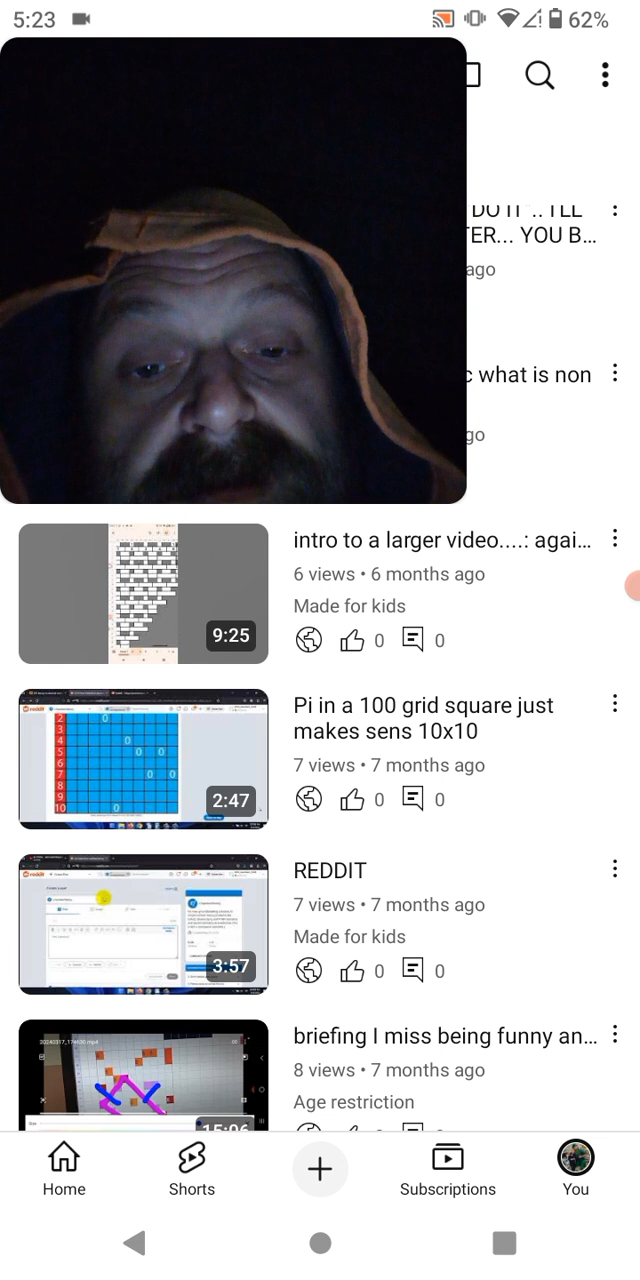 5:23
62%
TER... YOU B...
ago
what is non
go
intro to a larger video....: agai...
6 views • 6 months ago
Made for kids
0 0
9:25
Pi in a 100 grid square just
makes sens 10x10
7 views • 7 months ago
0 0
2:47
REDDIT
7 views • 7 months ago
Made for kids
0 0
3:57
briefing I miss being funny an...
8 views • 7 months ago
Age restriction
15:06
Home Shorts Subscriptions You